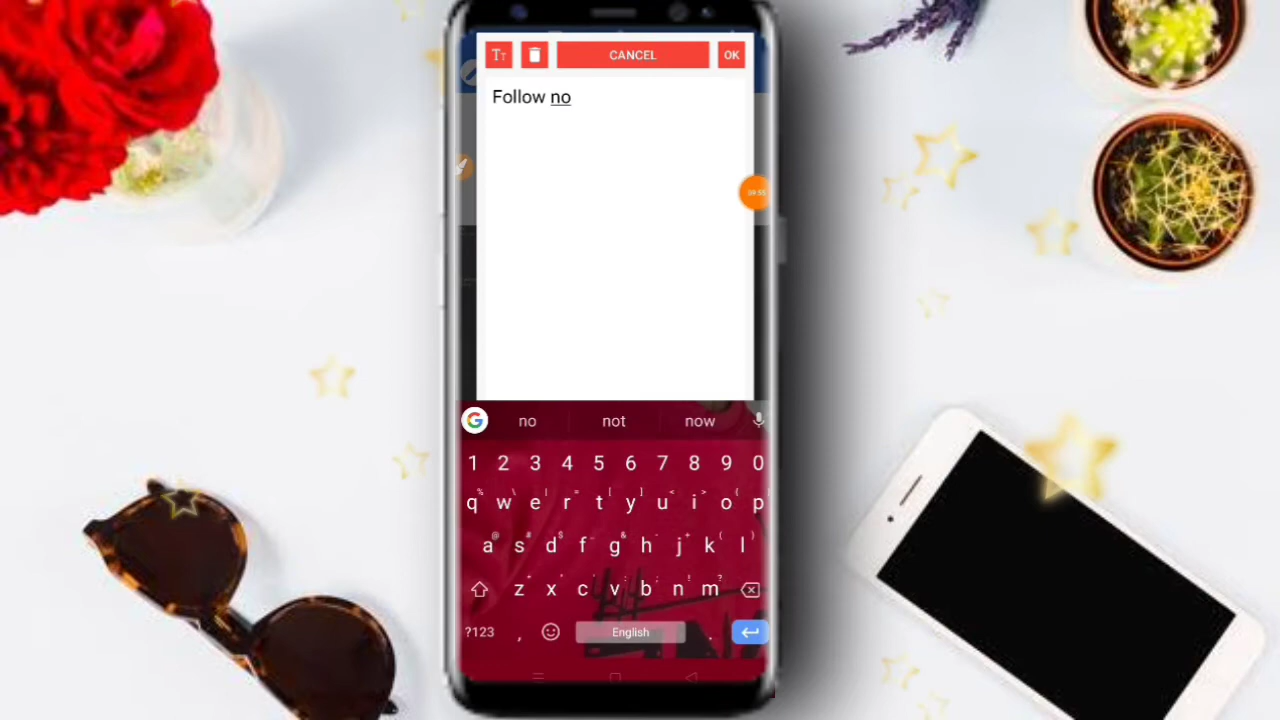 Tт CANCEL OK
Follow no
no not now
1 2 3 4 5 6 7 8 9 0
q w e r t y u i o p
a s d f g h j k l
z x c v b n m
?123 , English .